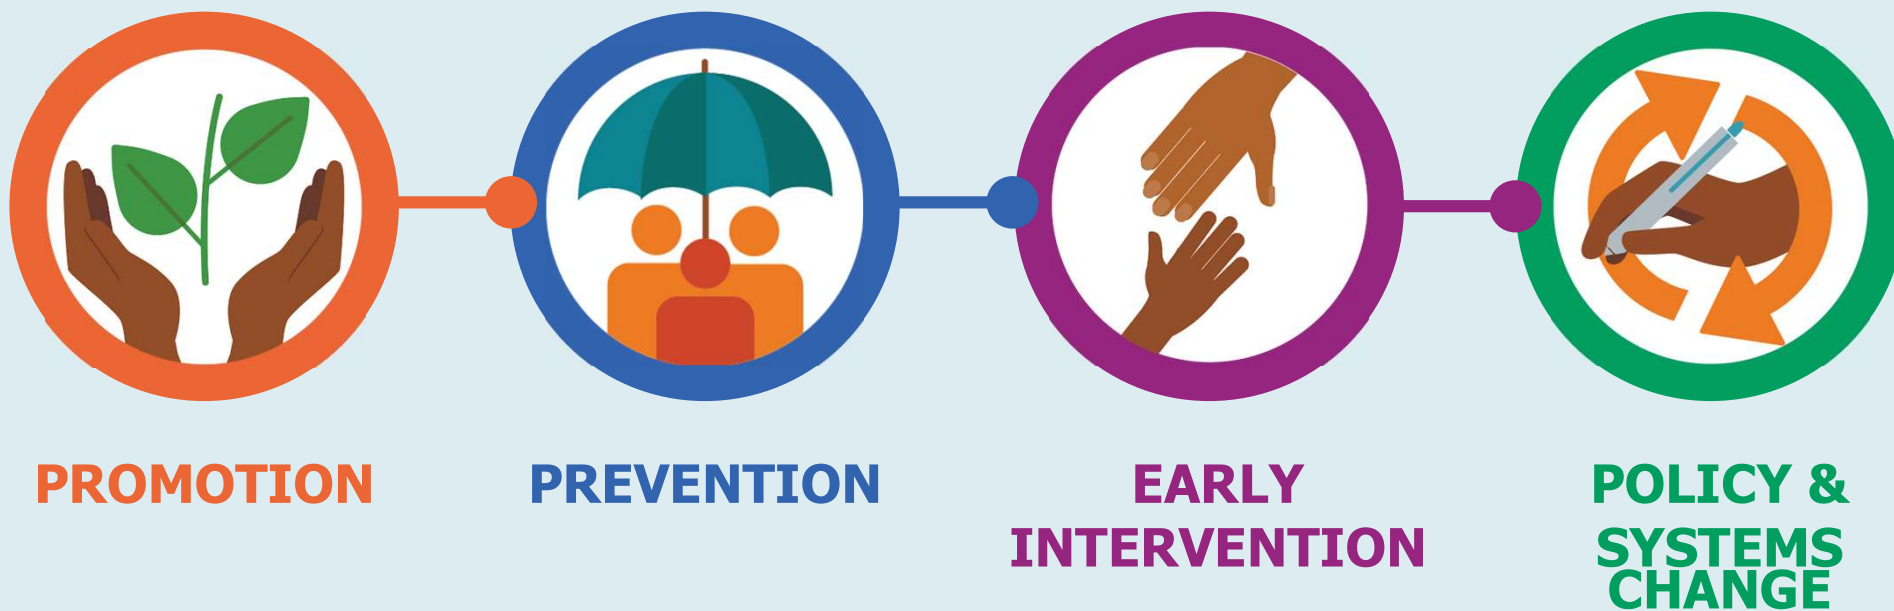 PROMOTION
PREVENTION
EARLY
INTERVENTION
POLICY &
SYSTEMS
CHANGE